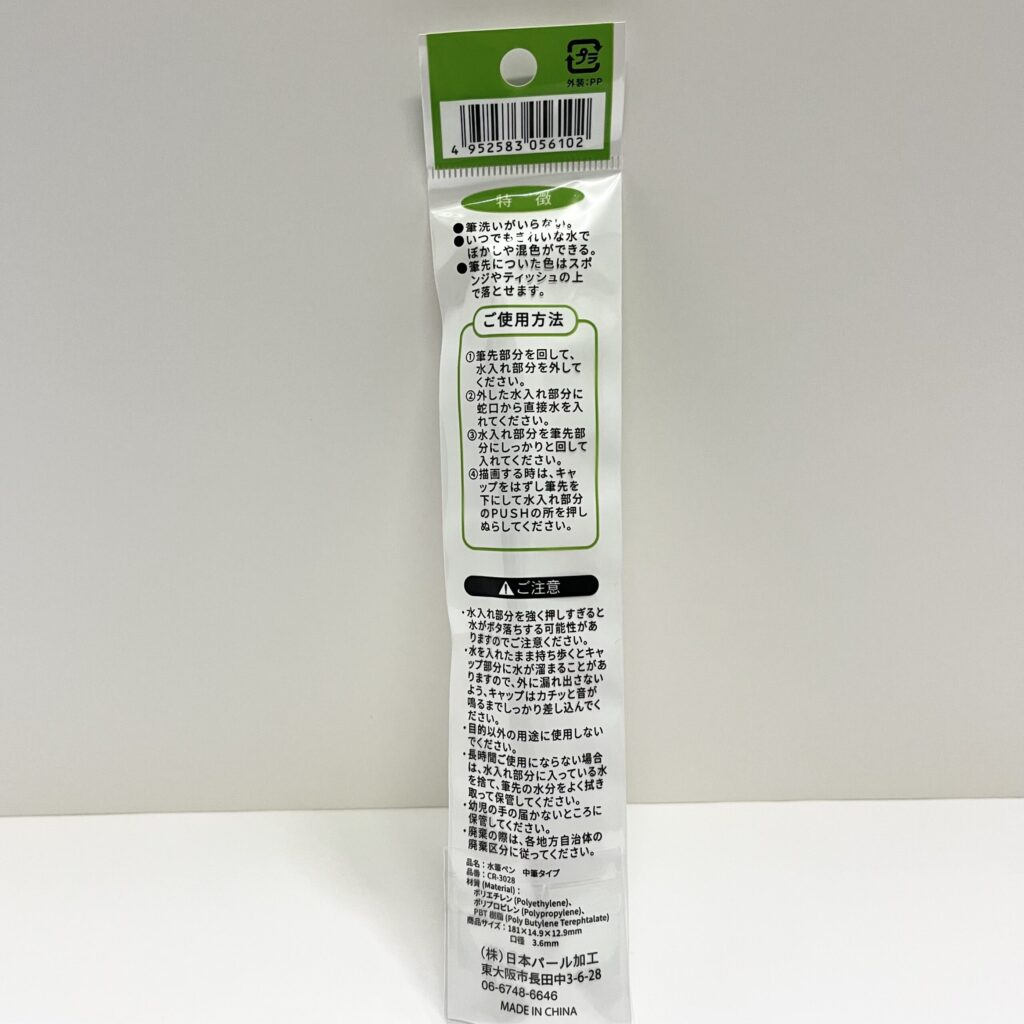 プラ
外装:PP
4 952583 056102
特 徴
●筆洗いがいらない。
●いつでもきれいな水で
ぼかしや混色ができる。
●筆先についた色はスポ
ンジやティッシュの上
で落とせます。
ご使用方法
①筆先部分を回して、
水入れ部分を外して
ください。
②外した水入れ部分に
蛇口から直接水を入
れてください。
③水入れ部分を筆先部
分にしっかりと回して
入れてください。
④描画する時は、キャ
ップをはずし筆先を
下にして水入れ部分
のPUSHの所を押し
ぬらしてください。
⚠ご注意
・水入れ部分を強く押しすぎると
水がボタ落ちする可能性があ
りますのでご注意ください。
・水を入れたまま持ち歩くとキャ
ップ部分に水が溜まることがあ
りますので、外に漏れ出さない
よう、キャップはカチッと音が
鳴るまでしっかり差し込んでく
ださい。
・目的以外の用途に使用しない
でください。
・長時間ご使用にならない場合
は、水入れ部分に入っている水
を捨て、筆先の水分をよく拭き
取って保管してください。
・幼児の手の届かないところに
保管してください。
・廃棄の際は、各地方自治体の
廃棄区分に従ってください。
品名:水筆ペン 中筆タイプ
品番:CR-3028
材質(Material):
ポリエチレン(Polyethylene)、
ポリプロピレン(Polypropylene)、
PBT 樹脂(Poly Butylene Terephtalate)
商品サイズ:181×14.9×12.9mm
口径 3.6mm
(株)日本パール加工
東大阪市長田中3-6-28
06-6748-6646
MADE IN CHINA